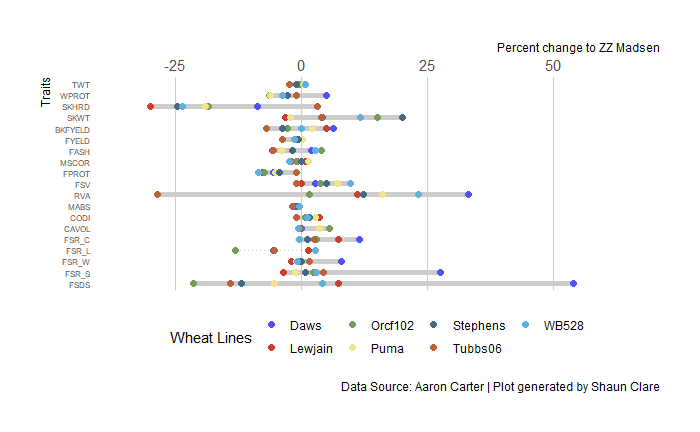 Percent change to ZZ Madsen
-25 0 25 50
Traits
TWT
WPROT
SKHRD
SKWT
BKFYELD
FYELD
FASH
MSCOR
FPROT
FSV
RVA
MABS
CODI
CAVOL
FSR_C
FSR_L
FSR_W
FSR_S
FSDS
Wheat Lines
Daws Orcf102 Stephens WB528
Lewjain Puma Tubbs06
Data Source: Aaron Carter | Plot generated by Shaun Clare